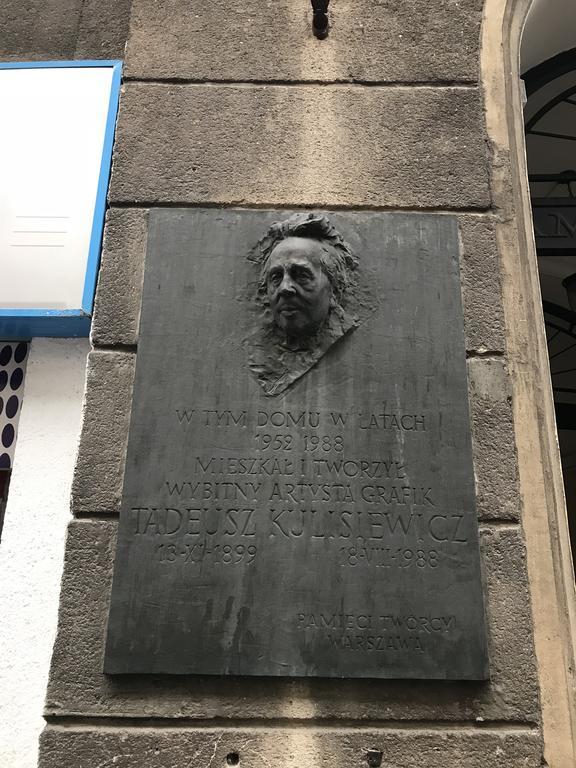 W TYM DOMU W LATACH
1952 1988
MIESZKAŁ I TWORZYŁ
WYBITNY ARTYSTA GRAFIK
TADEUSZ KULISIEWICZ
13-XI-1899 18-VIII-1988
PAMIĘCI TWÓRCY
WARSZAWA